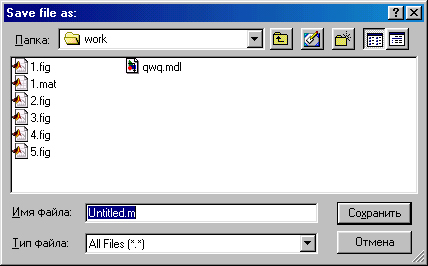 Save file as:
Папка: work
1.fig qwq.mdl
1.mat
2.fig
3.fig
4.fig
5.fig
Имя файла: Untitled.m Сохранить
Тип файла: All Files (*.*) Отмена